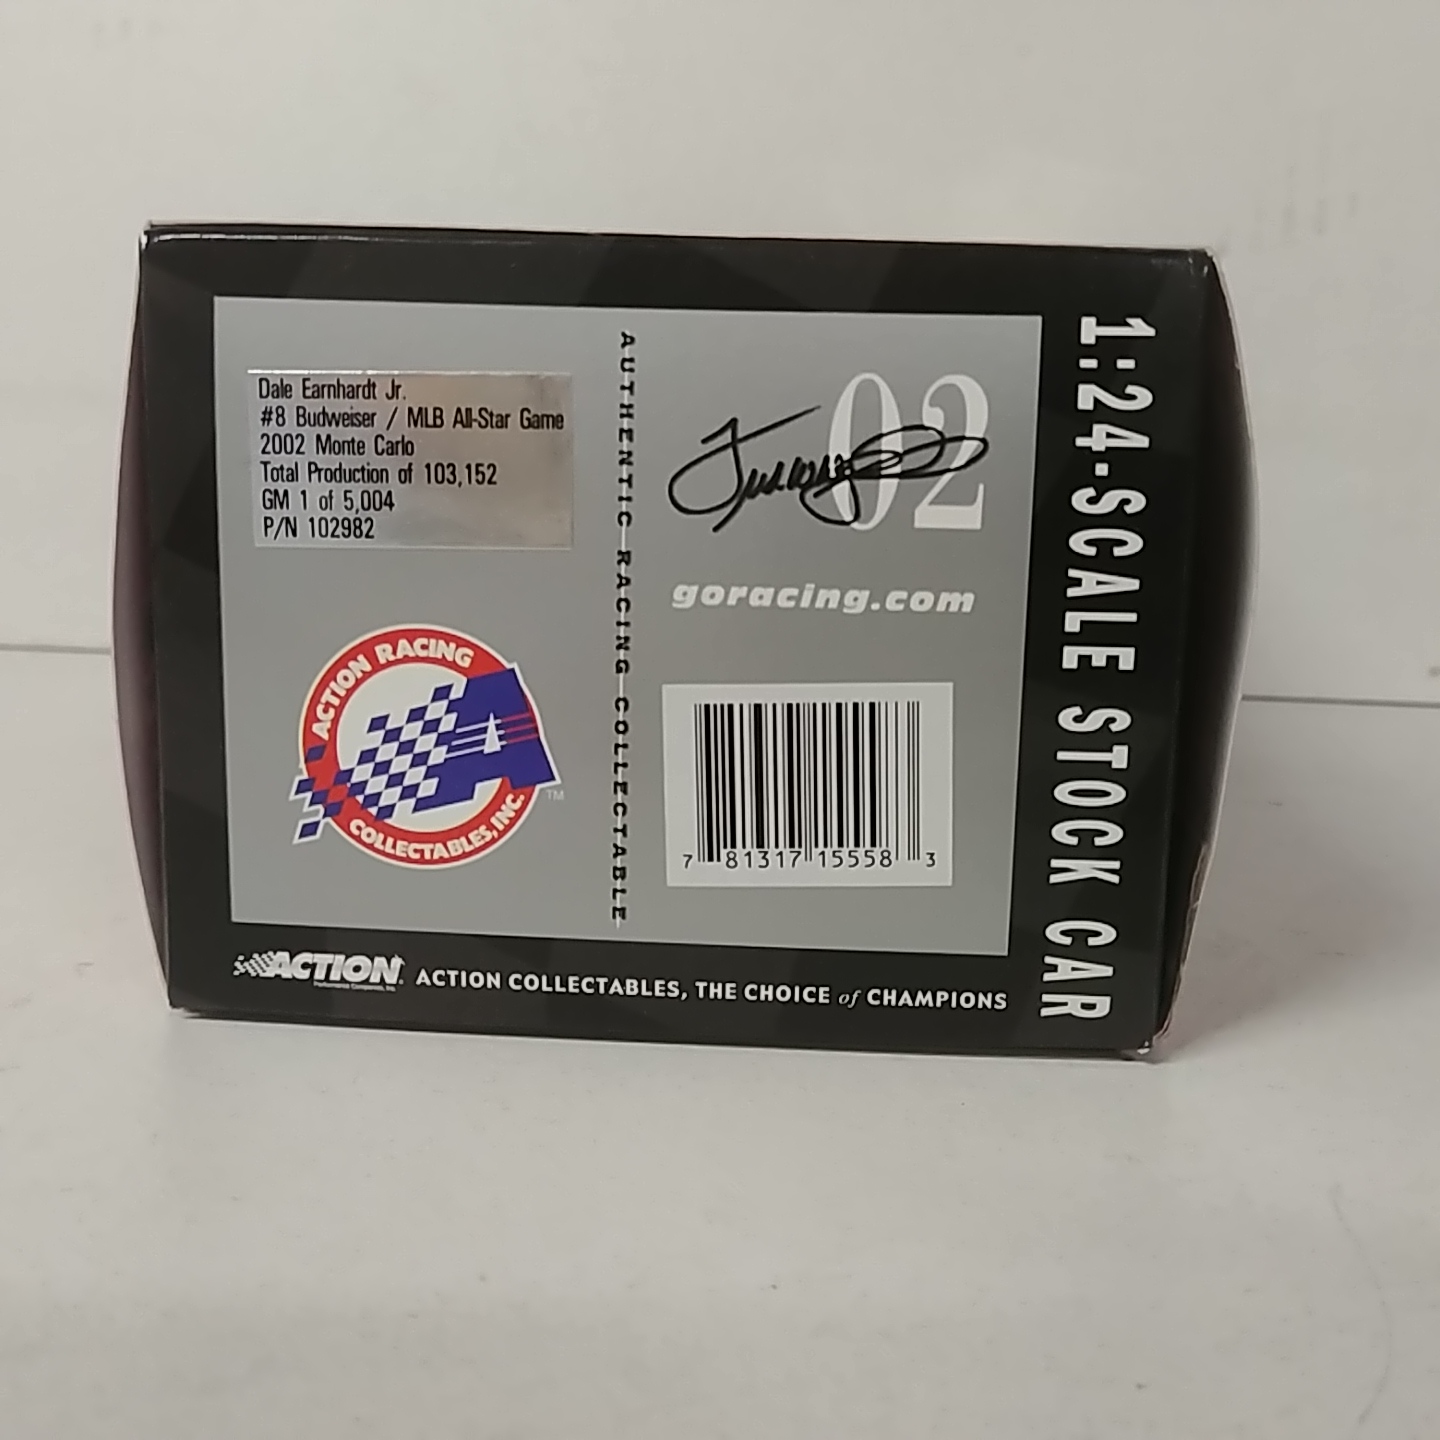 Dale Earnhardt Jr.
#8 Budweiser / MLB All-Star Game
2002 Monte Carlo
Total Production of 103,152
GM 1 of 5,004
P/N 102982
ACTION RACING
COLLECTABLES, INC.
TM
AUTHENTIC RACING COLLECTABLE
02
goracing.com
7 81317 15558 3
1:24-SCALE STOCK CAR
ACTION
ACTION COLLECTABLES, THE CHOICE of CHAMPIONS